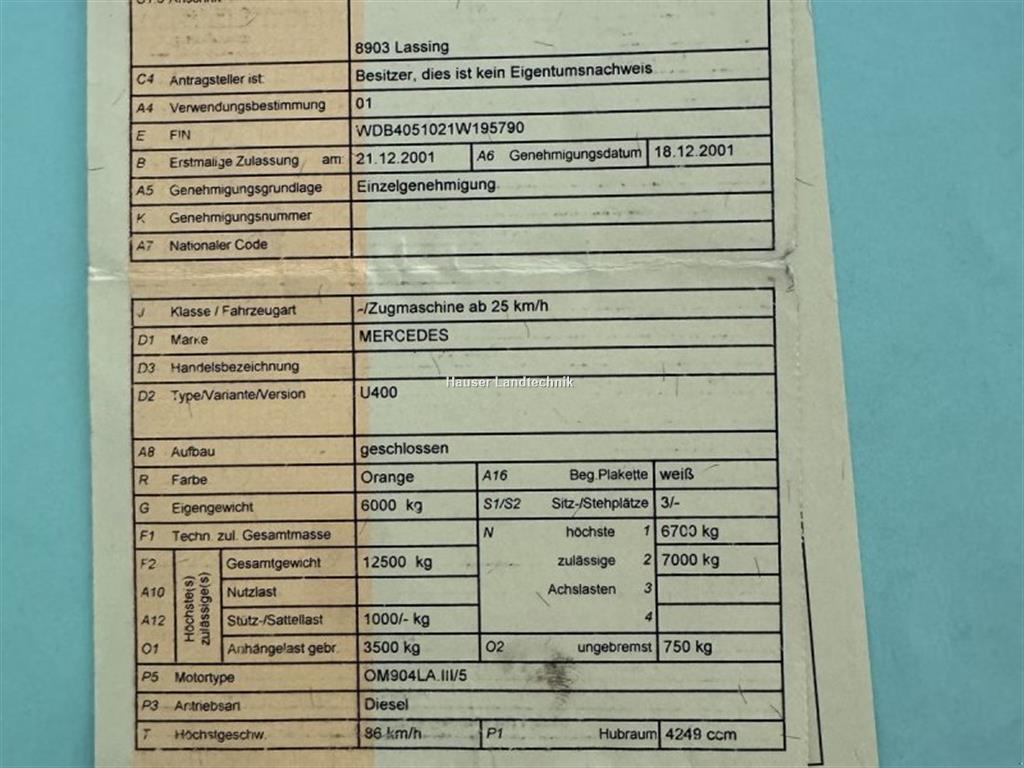 8903 Lassing
C4 Antragsteller ist: Besitzer, dies ist kein Eigentumsnachweis
A4 Verwendungsbestimmung 01
E FIN WDB4051021W195790
B Erstmalige Zulassung am: 21.12.2001 A6 Genehmigungsdatum 18.12.2001
A5 Genehmigungsgrundlage Einzelgenehmigung
K Genehmigungsnummer
A7 Nationaler Code
J Klasse / Fahrzeugart -/Zugmaschine ab 25 km/h
D1 Marke MERCEDES
D3 Handelsbezeichnung
Hauser Landtechnik
D2 Type/Variante/Version U400
A8 Aufbau geschlossen
R Farbe Orange A16 Beg.Plakette weiß
G Eigengewicht 6000 kg S1/S2 Sitz-/Stehplätze 3/-
F1 Techn. zul. Gesamtmasse N höchste 1 6700 kg
F2 Höchste(s) zulässige(s) Gesamtgewicht 12500 kg zulässige 2 7000 kg
A10 Nutzlast Achslasten 3
A12 Stütz-/Sattellast 1000/- kg 4
O1 Anhängelast gebr. 3500 kg O2 ungebremst 750 kg
P5 Motortype OM904LA.III/5
P3 Antriebsart Diesel
T Höchstgeschw. 86 km/h P1 Hubraum 4249 ccm